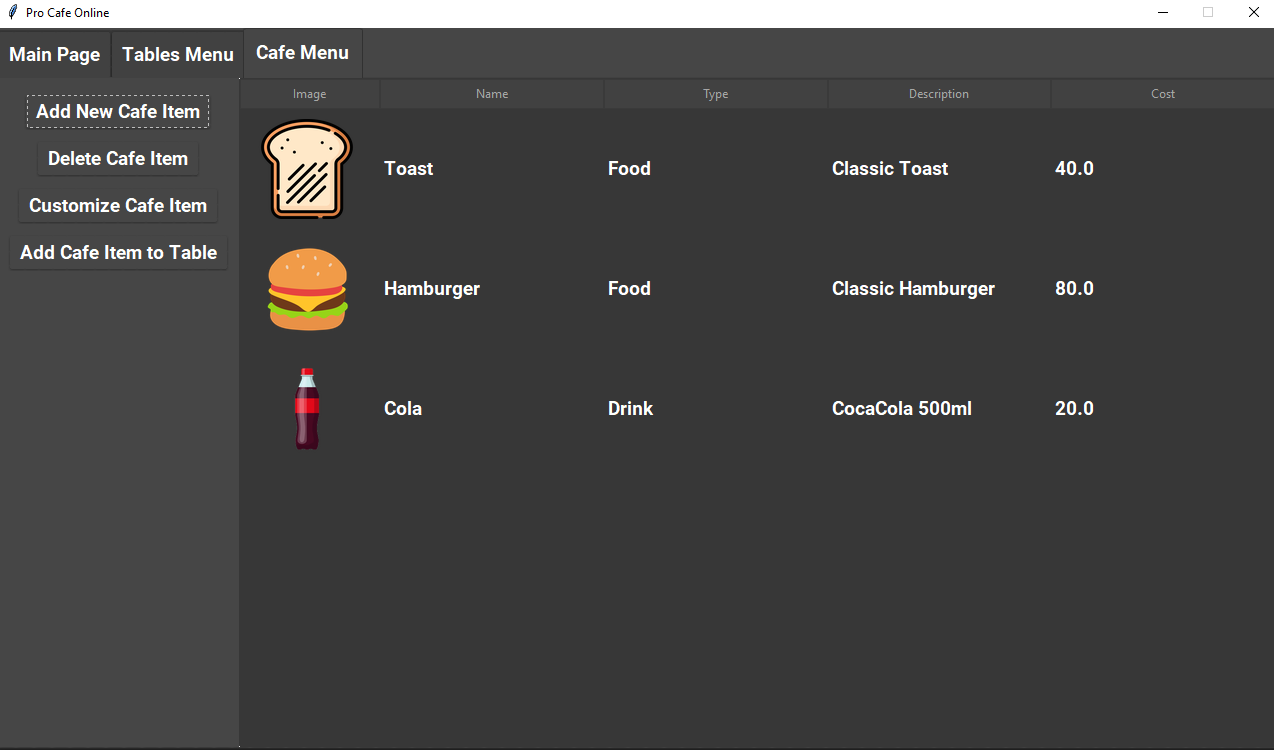 Pro Cafe Online
Main Page Tables Menu Cafe Menu
Add New Cafe Item
Delete Cafe Item
Customize Cafe Item
Add Cafe Item to Table
Image Name Type Description Cost
Toast Food Classic Toast 40.0
Hamburger Food Classic Hamburger 80.0
Cola Drink CocaCola 500ml 20.0